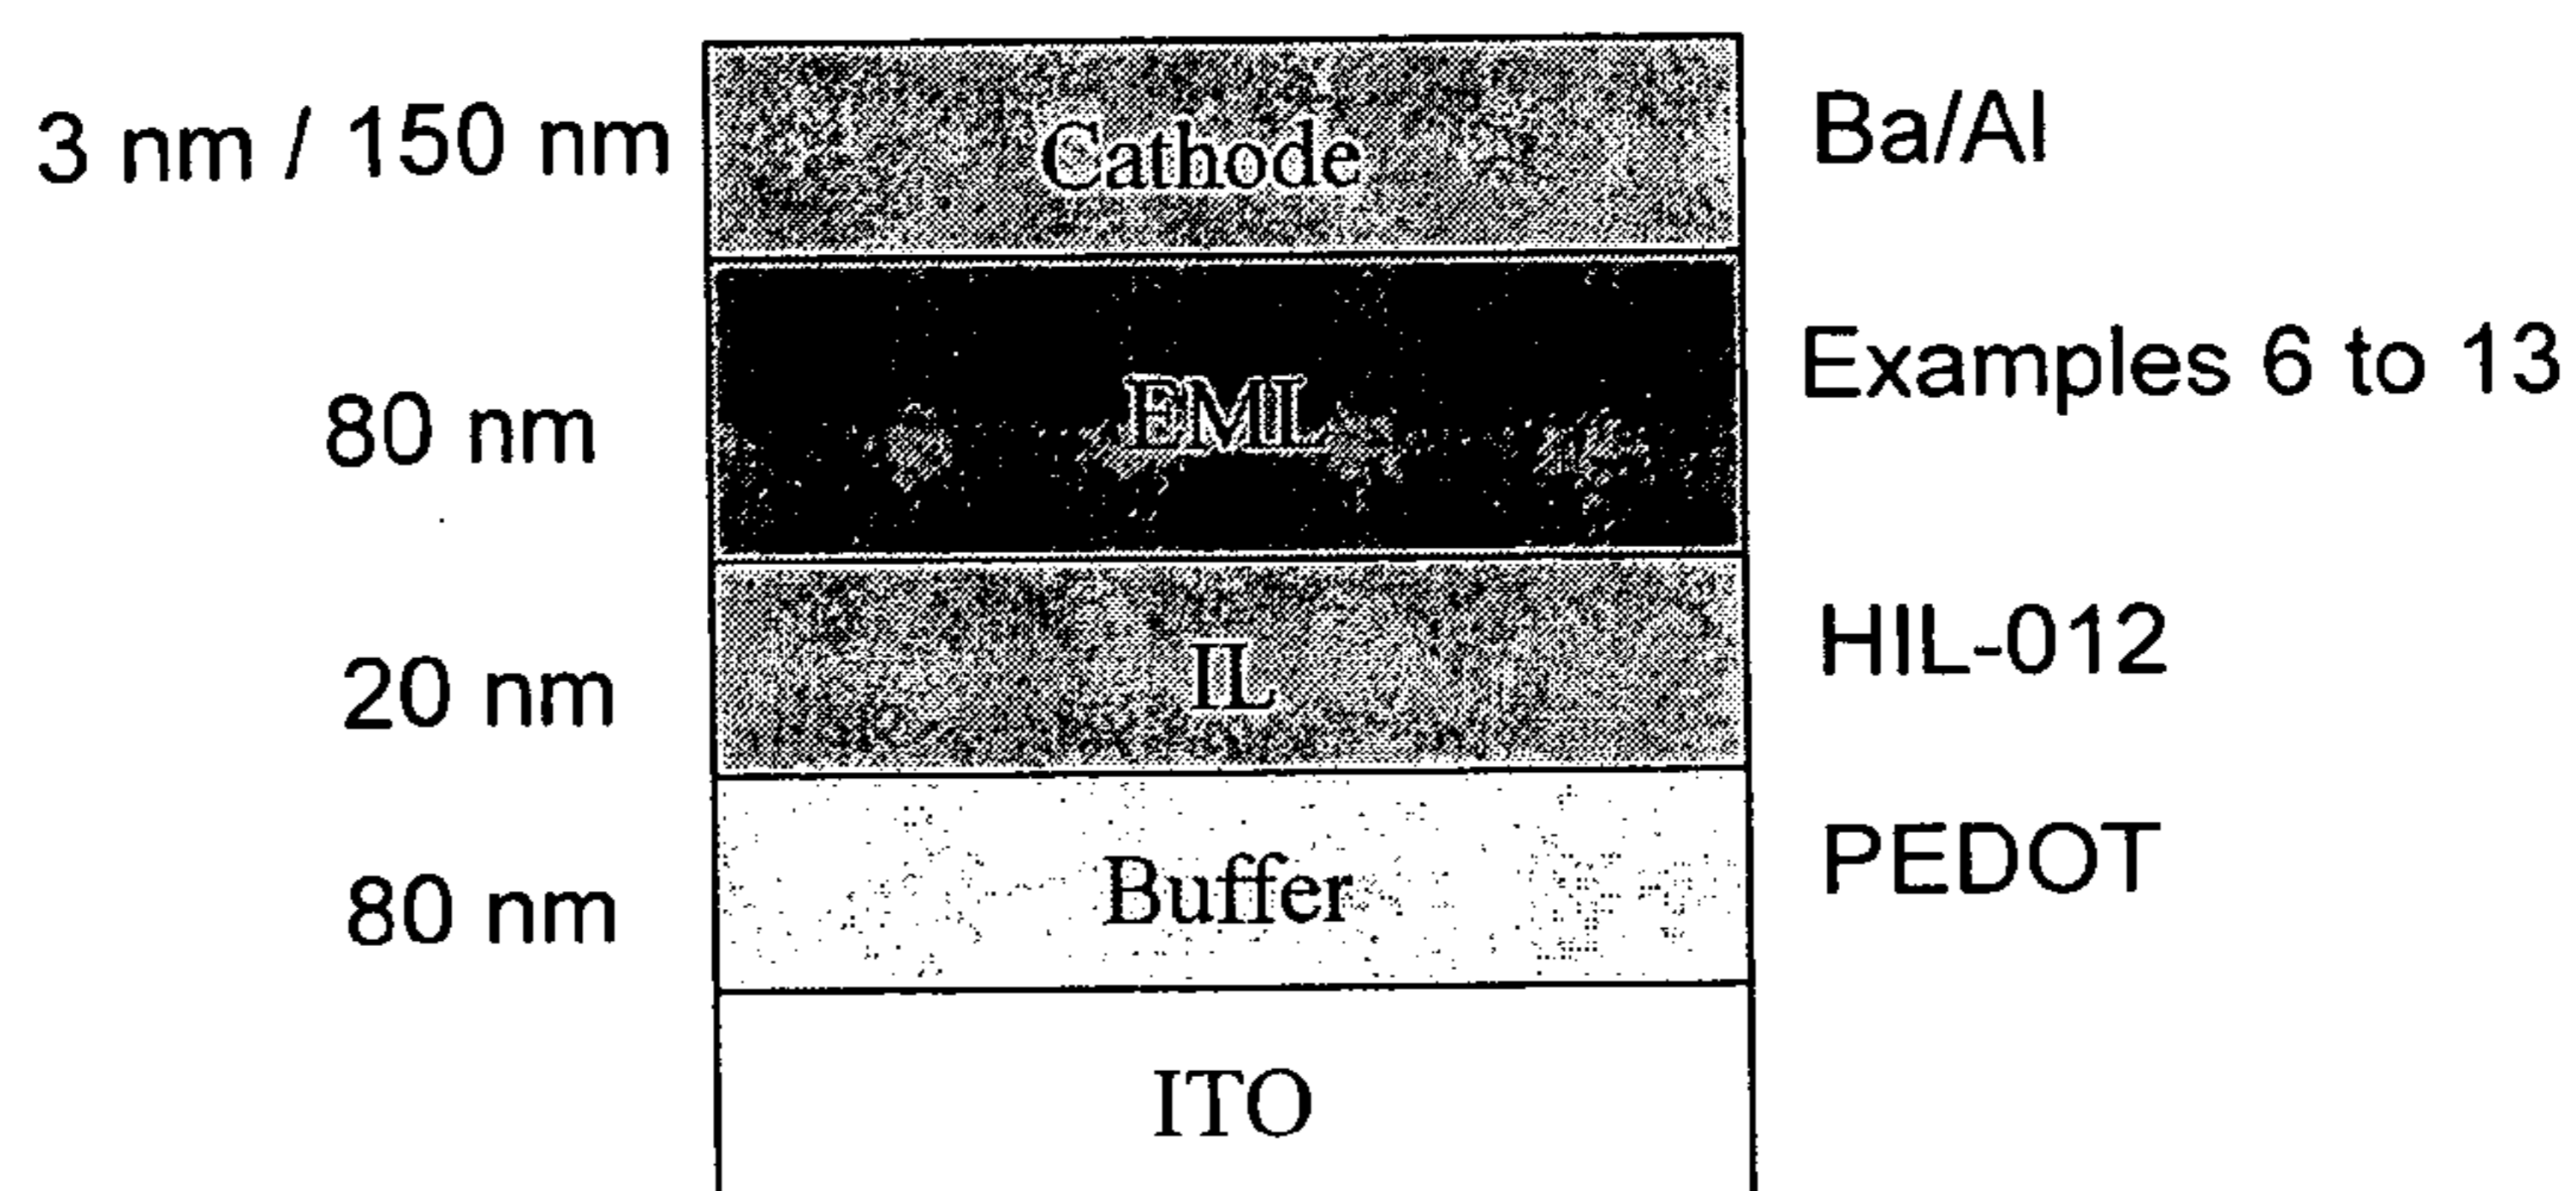 3 nm / 150 nm Cathode Ba/Al
80 nm EML Examples 6 to 13
20 nm IL HIL-012
80 nm Buffer PEDOT
ITO